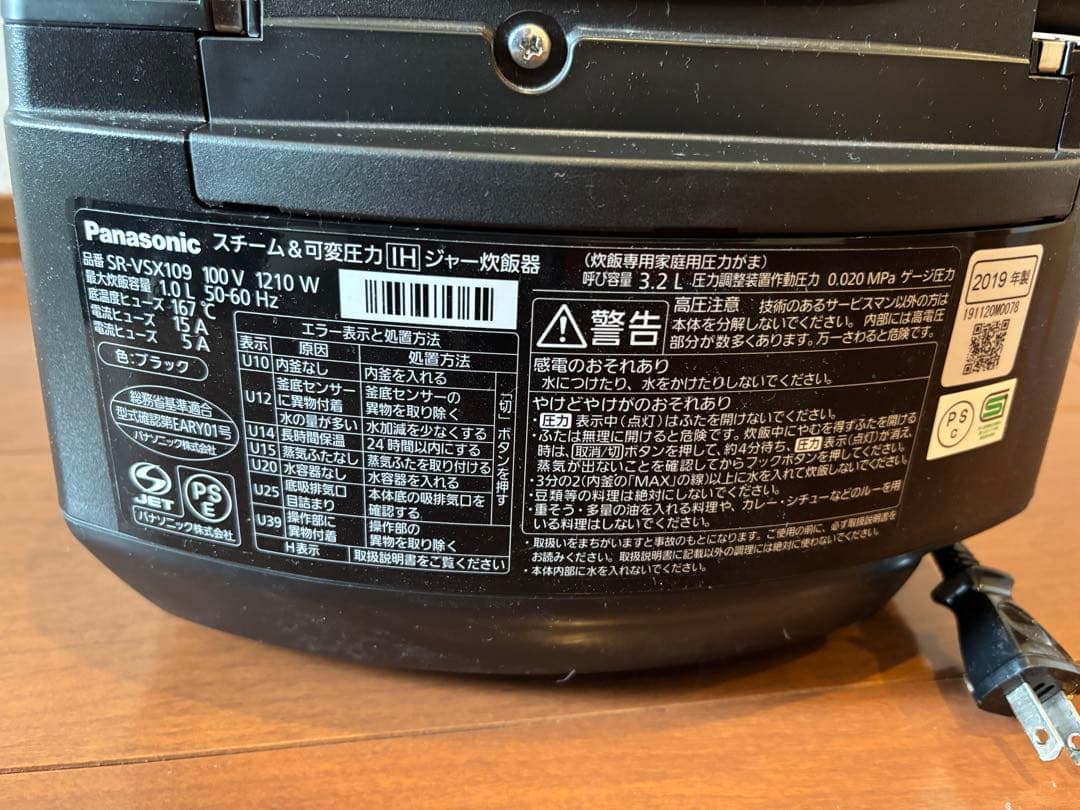 Panasonic スチーム＆可変圧力 IH ジャー炊飯器
品番 SR-VSX109 100 V 1210 W
最大炊飯容量 1.0 L 50-60 Hz
底温度ヒューズ 167 ℃
電流ヒューズ 15 A
電流ヒューズ 5 A
色:ブラック
総務省基準適合
型式確認第EARY01号
パナソニック株式会社
JET
PSE
パナソニック株式会社
エラー表示と処置方法
表示 原因 処置方法
U10 内釜なし 内釜を入れる
U12 釜底センサーに異物付着 釜底センサーの異物を取り除く
水の量が多い 水加減を少なくする
U14 長時間保温 24時間以内にする
U15 蒸気ふたなし 蒸気ふたを取り付ける
U20 水容器なし 水容器を入れる
U25 底吸排気口目詰まり 本体底の吸排気口を確認する
U39 操作部に異物付着 操作部の異物を取り除く
H表示 取扱説明書をご覧ください
「切」ボタンを押す
(炊飯専用家庭用圧力がま)
呼び容量 3.2 L 圧力調整装置作動圧力 0.020 MPa ゲージ圧力
警告
高圧注意 技術のあるサービスマン以外の方は
本体を分解しないでください。内部には高電圧
部分が数多くあります。万一さわると危険です。
感電のおそれあり
水につけたり、水をかけたりしないでください。
やけどやけがのおそれあり
・圧力 表示中(点灯)はふたを開けないでください。
・ふたは無理に開けると危険です。炊飯中にやむを得ずふたを開ける
時は、取消/切 ボタンを押して、約4分待ち、圧力 表示(点灯)が消え、
蒸気が出ないことを確認してからフックボタンを押してください。
・3分の2(内釜の「MAX」の線)以上に水を入れて炊飯しないでください。
・豆類等の料理は絶対にしないでください。
・重そう・多量の油を入れる料理や、カレー・シチューなどのルーを用
いる料理はしないでください。
・取扱いをまちがいますと事故のもとになります。ご使用の前に、必ず取扱説明書を
お読みください。取扱説明書に記載以外の調理には絶対に使わないでください。
・本体内部に水を入れないでください。
2019年製
191120M0078
PSC
S